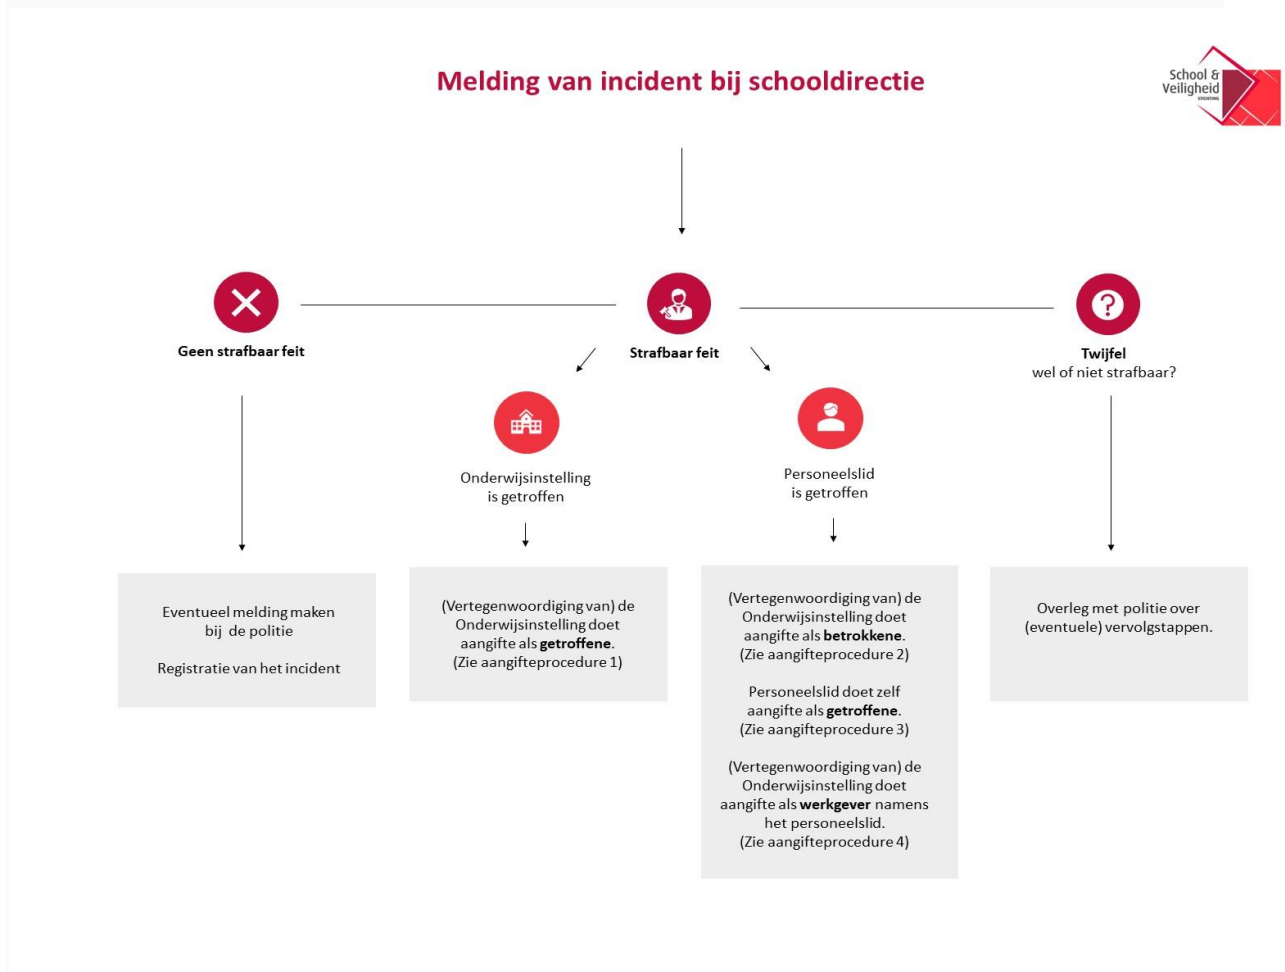 Melding van incident bij schooldirectie
School &
Veiligheid
STICHTING
Geen strafbaar feit
Strafbaar feit
Twijfel
wel of niet strafbaar?
Onderwijsinstelling
is getroffen
Personeelslid
is getroffen
Eventueel melding maken
bij de politie
Registratie van het incident
(Vertegenwoordiging van) de
Onderwijsinstelling doet
aangifte als getroffene.
(Zie aangifteprocedure 1)
(Vertegenwoordiging van) de
Onderwijsinstelling doet
aangifte als betrokkene.
(Zie aangifteprocedure 2)
Personeelslid doet zelf
aangifte als getroffene.
(Zie aangifteprocedure 3)
(Vertegenwoordiging van) de
Onderwijsinstelling doet
aangifte als werkgever namens
het personeelslid.
(Zie aangifteprocedure 4)
Overleg met politie over
(eventuele) vervolgstappen.